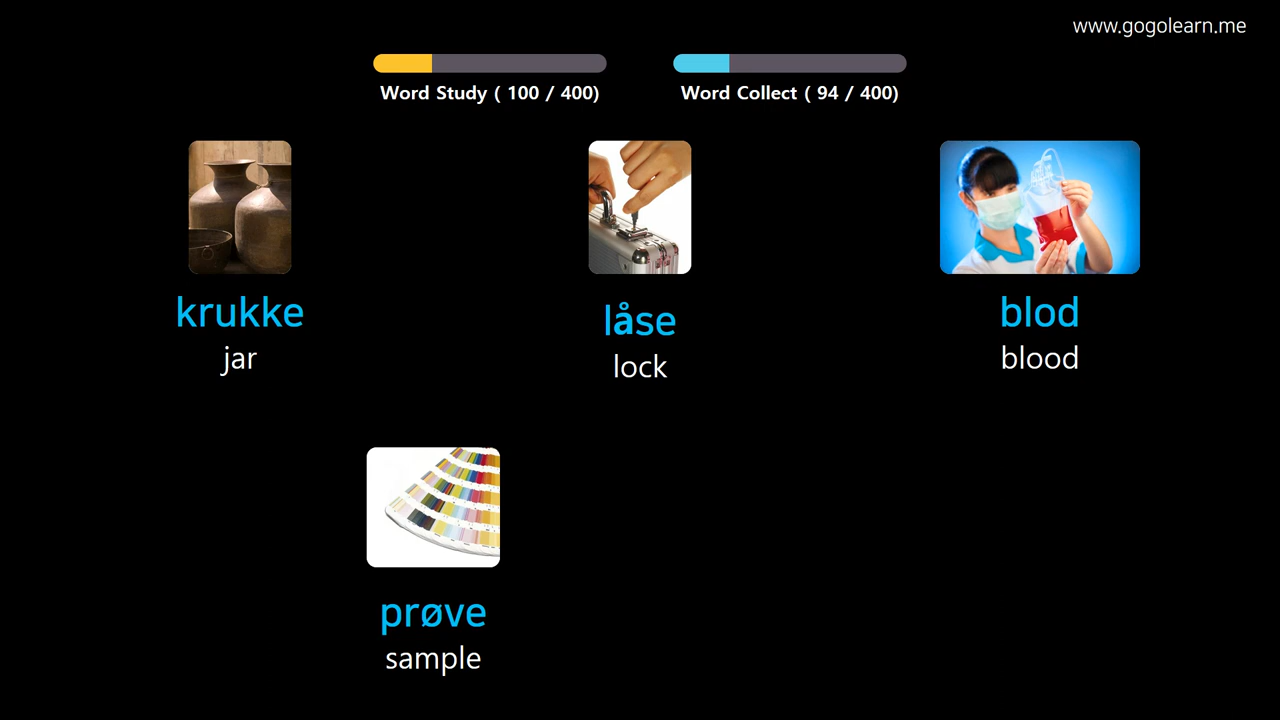 www.gogolearn.me
Word Study ( 100 / 400)
Word Collect ( 94 / 400)
krukke
jar
låse
lock
blod
blood
prøve
sample